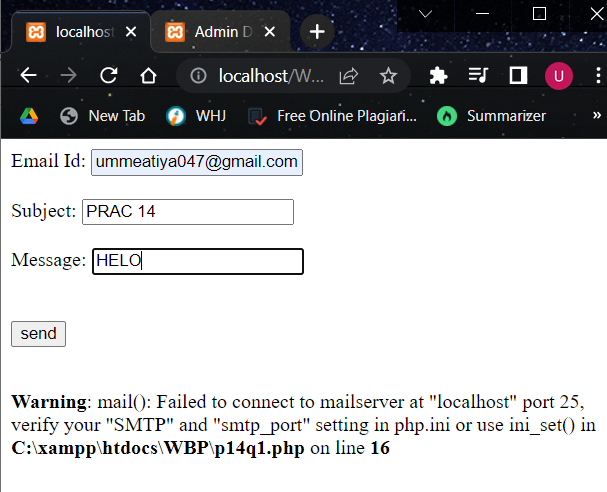 localhost
Admin D
localhost/W...
U
New Tab
WHJ
Free Online Plagiari...
Summarizer
»
Email Id: ummeatiya047@gmail.com
Subject: PRAC 14
Message: HELO
send
Warning: mail(): Failed to connect to mailserver at "localhost" port 25,
verify your "SMTP" and "smtp_port" setting in php.ini or use ini_set() in
C:\xampp\htdocs\WBP\p14q1.php on line 16